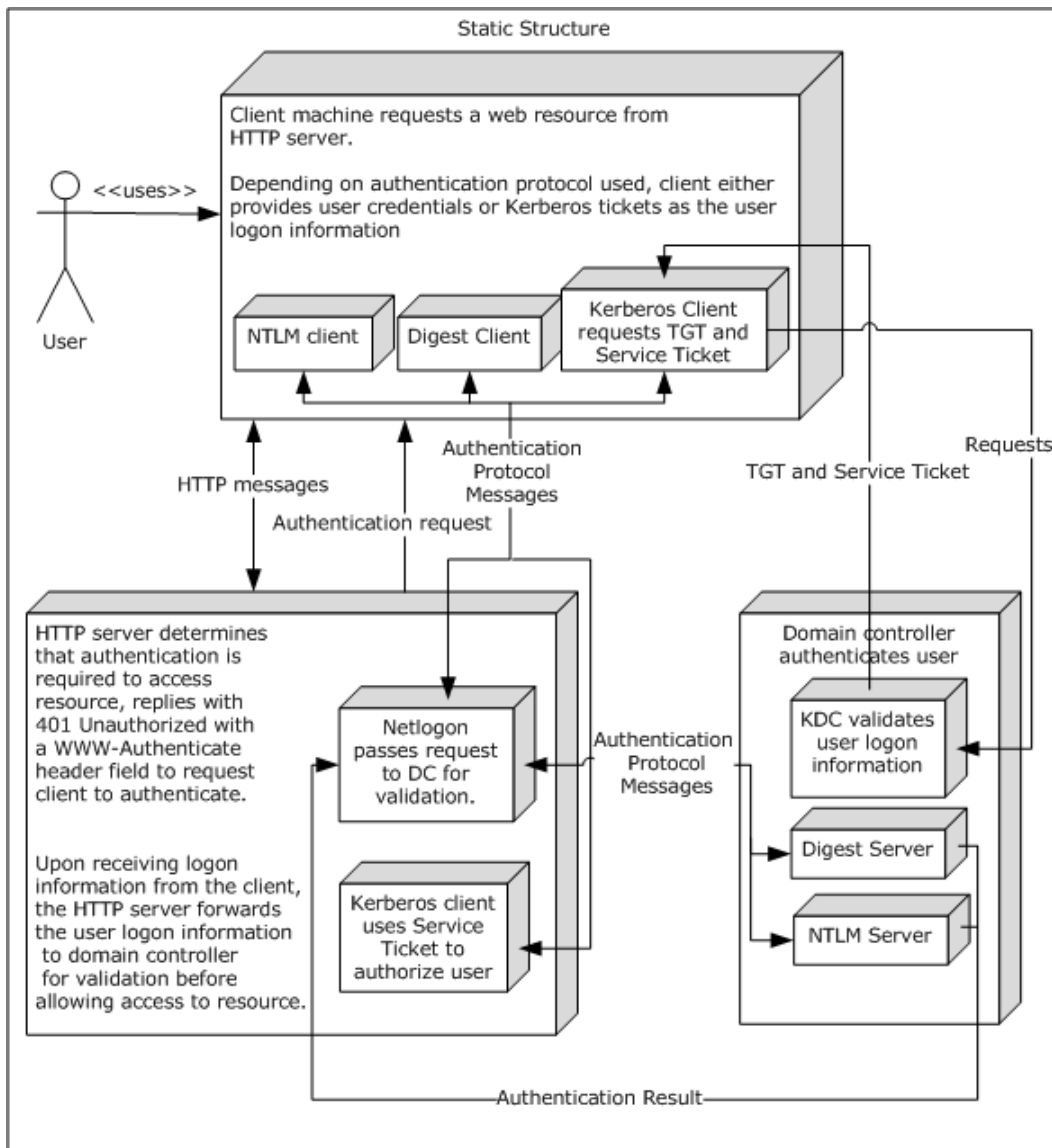 Static Structure
Client machine requests a web resource from
HTTP server.
Depending on authentication protocol used, client either
provides user credentials or Kerberos tickets as the user
logon information
<<uses>>
User
NTLM client
Digest Client
Kerberos Client
requests TGT and
Service Ticket
HTTP messages
Authentication request
Authentication
Protocol
Messages
TGT and Service Ticket
Requests
HTTP server determines
that authentication is
required to access
resource, replies with
401 Unauthorized with
a WWW-Authenticate
header field to request
client to authenticate.
Upon receiving logon
information from the client,
the HTTP server forwards
the user logon information
to domain controller
for validation before
allowing access to resource.
Netlogon
passes request
to DC for
validation.
Kerberos client
uses Service
Ticket to
authorize user
Authentication
Protocol
Messages
Domain controller
authenticates user
KDC validates
user logon
information
Digest Server
NTLM Server
Authentication Result